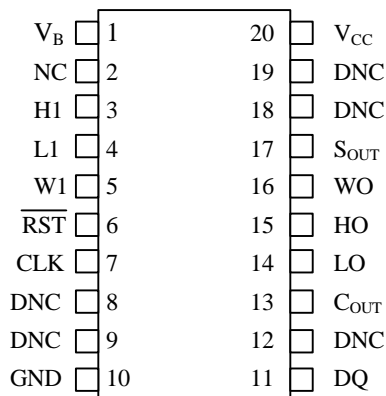 V_B 1 20 V_CC
NC 2 19 DNC
H1 3 18 DNC
L1 4 17 S_OUT
W1 5 16 WO
R̅S̅T̅ 6 15 HO
CLK 7 14 LO
DNC 8 13 C_OUT
DNC 9 12 DNC
GND 10 11 DQ